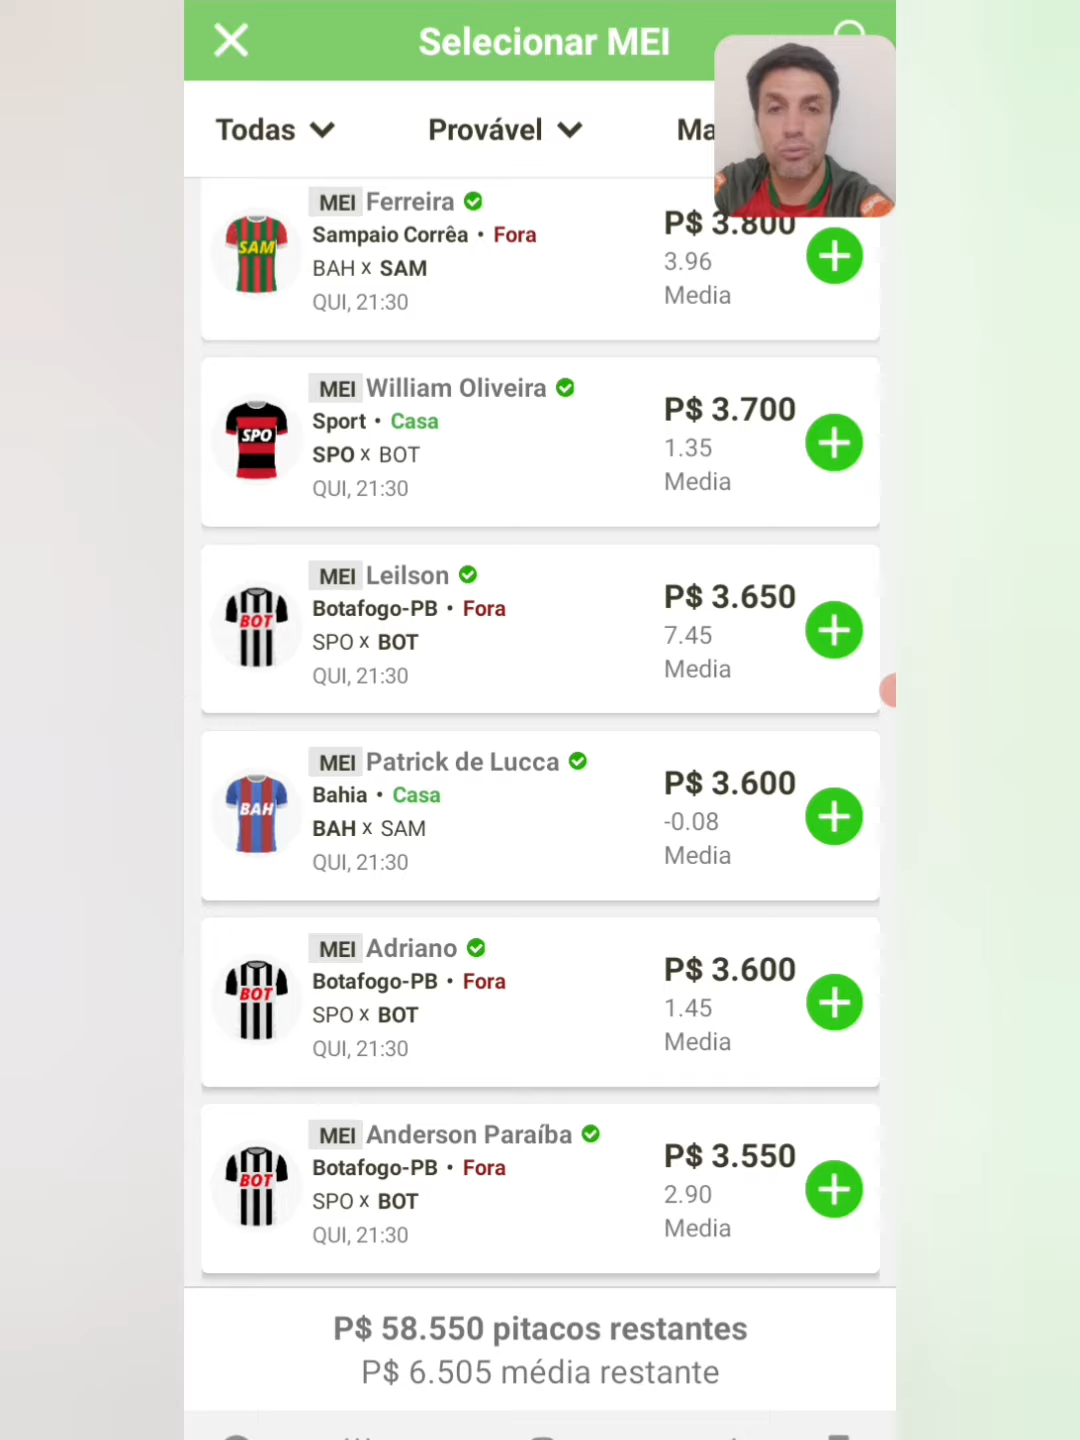 Selecionar MEI
Todas
Provável
Ma
MEI Ferreira
Sampaio Corrêa • Fora
BAH x SAM
QUI, 21:30
SAM
P$ 3.800
3.96
Media
MEI William Oliveira
Sport • Casa
SPO x BOT
QUI, 21:30
SPO
P$ 3.700
1.35
Media
MEI Leilson
Botafogo-PB • Fora
SPO x BOT
QUI, 21:30
BOT
P$ 3.650
7.45
Media
MEI Patrick de Lucca
Bahia • Casa
BAH x SAM
QUI, 21:30
BAH
P$ 3.600
-0.08
Media
MEI Adriano
Botafogo-PB • Fora
SPO x BOT
QUI, 21:30
BOT
P$ 3.600
1.45
Media
MEI Anderson Paraíba
Botafogo-PB • Fora
SPO x BOT
QUI, 21:30
BOT
P$ 3.550
2.90
Media
P$ 58.550 pitacos restantes
P$ 6.505 média restante